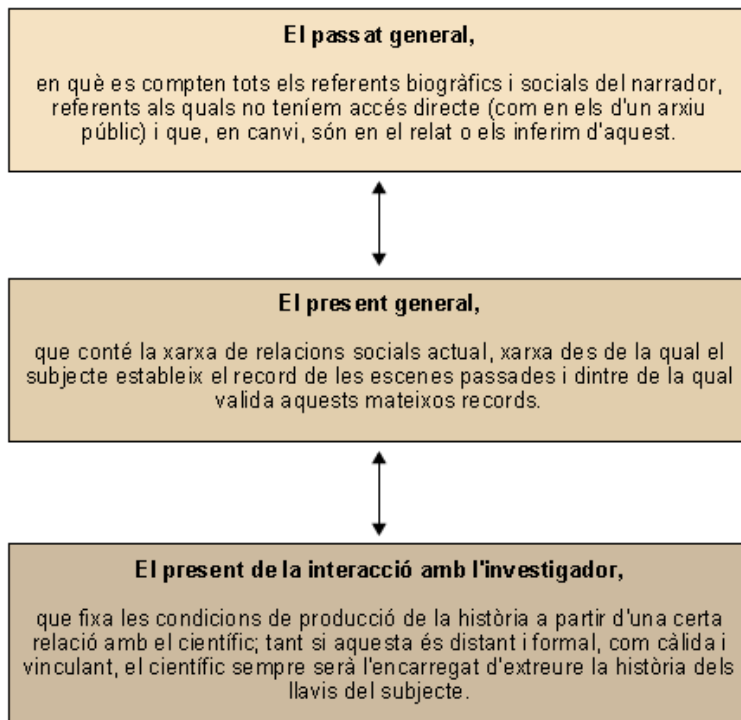 El passat general,
en què es compten tots els referents biogràfics i socials del narrador,
referents als quals no teníem accés directe (com en els d'un arxiu
públic) i que, en canvi, són en el relat o els inferim d'aquest.
El present general,
que conté la xarxa de relacions socials actual, xarxa des de la qual el
subjecte estableix el record de les escenes passades i dintre de la qual
valida aquests mateixos records.
El present de la interacció amb l'investigador,
que fixa les condicions de producció de la història a partir d'una certa
relació amb el científic; tant si aquesta és distant i formal, com càlida i
vinculant, el científic sempre serà l'encarregat d'extreure la història dels
llavis del subjecte.